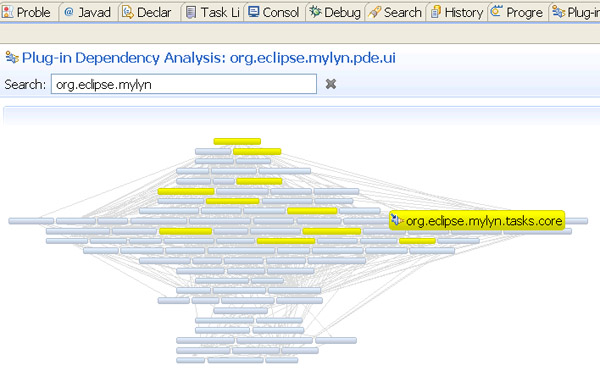 Proble @ Javad Declar Task Li Consol Debug Search History Progre Plug-in
Plug-in Dependency Analysis: org.eclipse.mylyn.pde.ui
Search: org.eclipse.mylyn
org.eclipse.mylyn.tasks.core